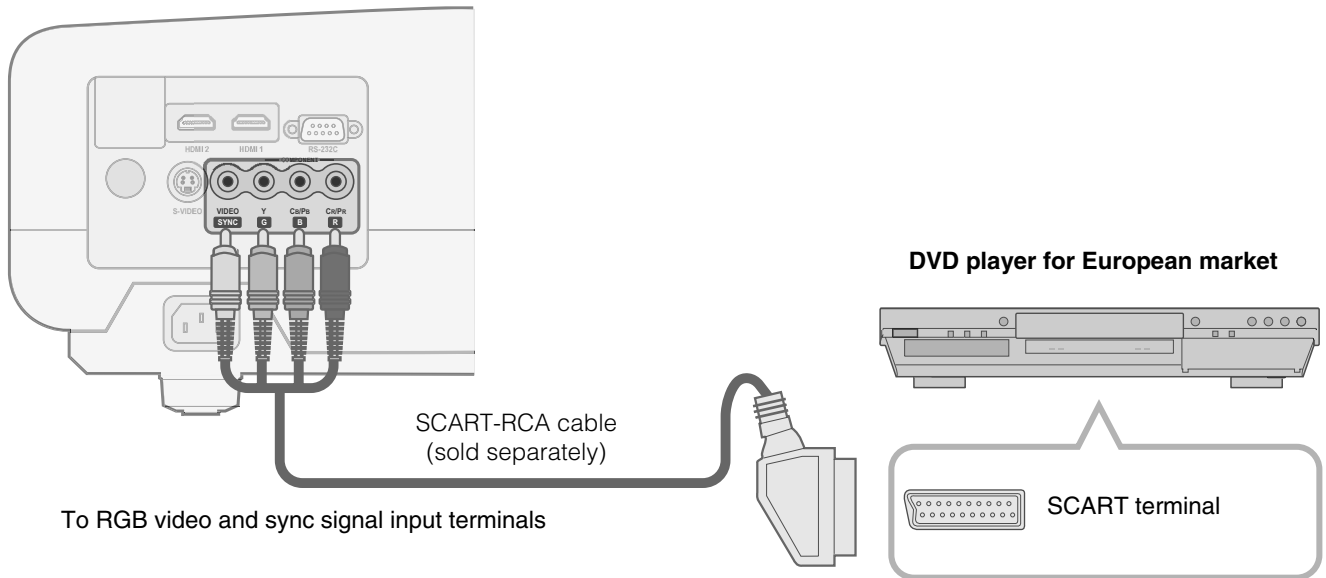 HDMI 2
HDMI 1
RS-232C
COMPONENT
S-VIDEO
VIDEO
Y
CB/PB
CR/PR
SYNC
G
B
R
DVD player for European market
SCART-RCA cable
(sold separately)
SCART terminal
To RGB video and sync signal input terminals